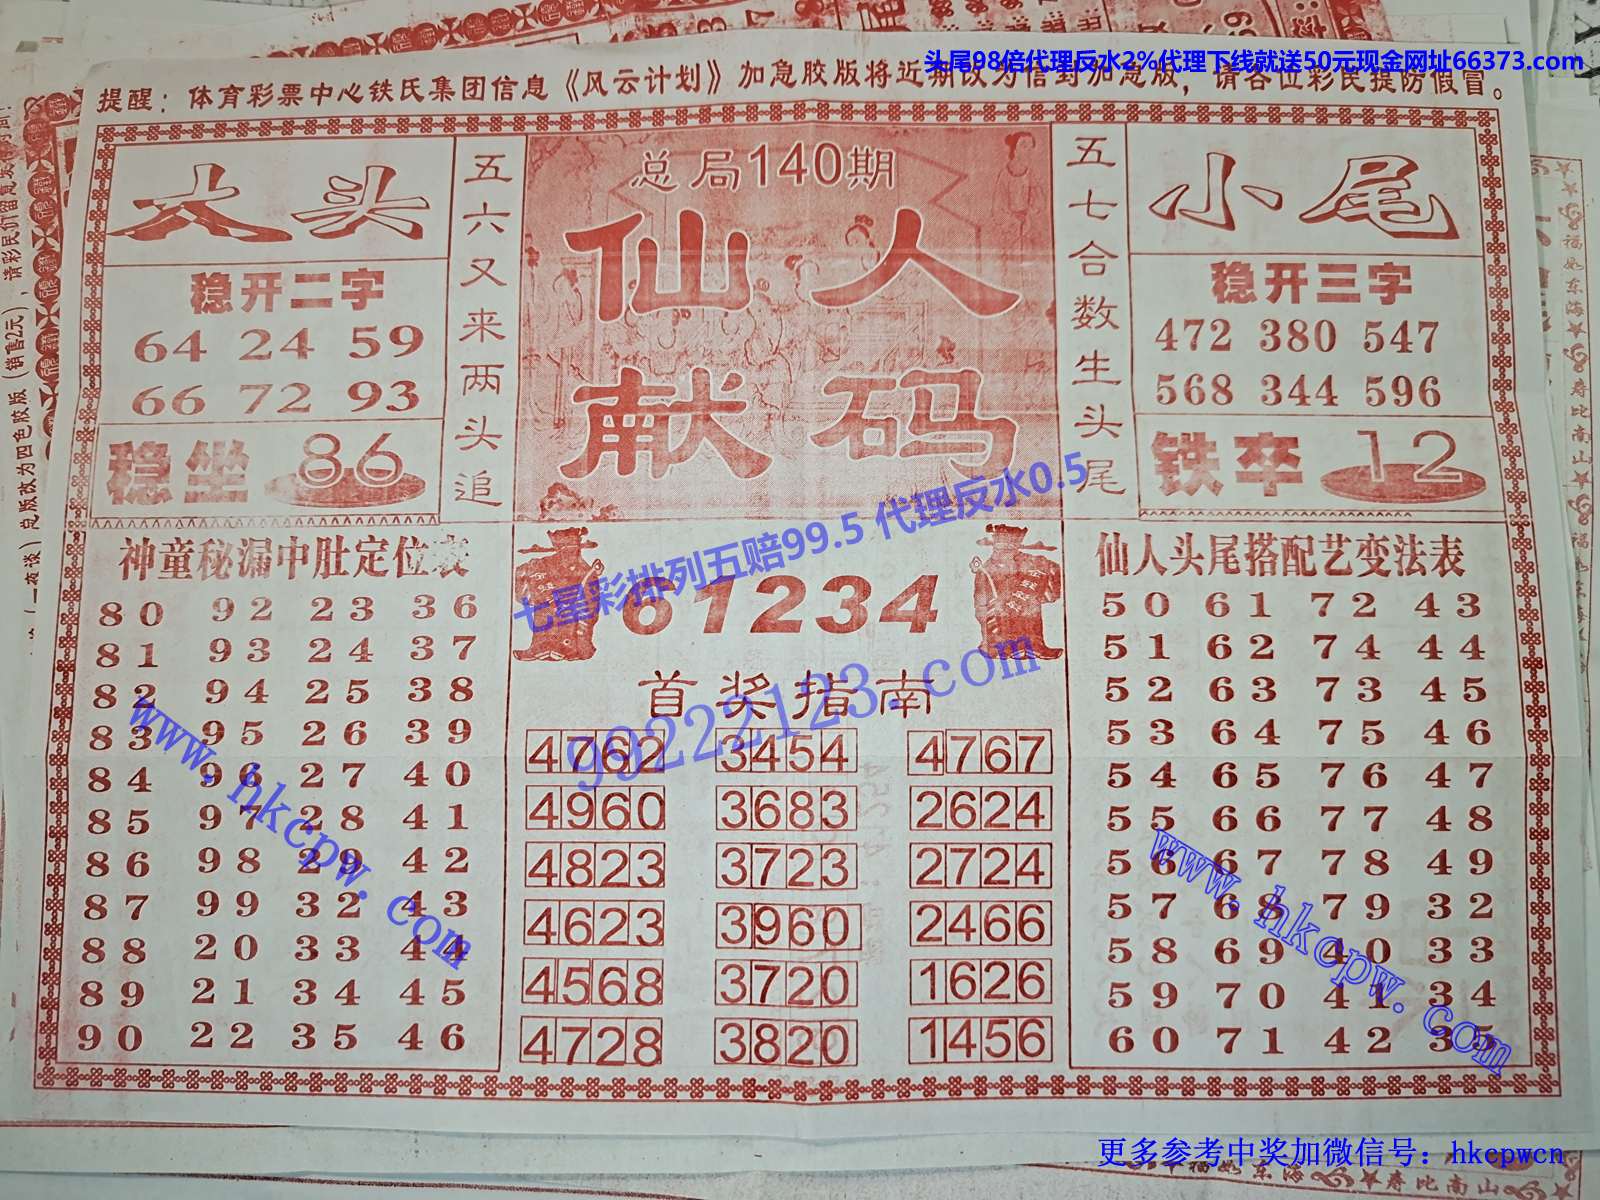 头尾98倍代理反水2%代理下线就送50元现金网址66373.com
提醒：体育彩票中心铁氏集团信息《风云计划》加急胶版将近期改为信封加急版，请各位彩民提防假冒。
大头
稳开二字
64 24 59
66 72 93
稳坐 86
五六又来两头追
总局140期
仙人
献码
五七合数生头尾
小尾
稳开三字
472 380 547
568 344 596
铁卒 12
神童秘漏中肚定位表
80 92 23 36
81 93 24 37
82 94 25 38
83 95 26 39
84 96 27 40
85 97 28 41
86 98 29 42
87 99 32 43
88 20 33 44
89 21 34 45
90 22 35 46
61234
首奖指南
4762 3454 4767
4960 3683 2624
4823 3723 2724
4623 3960 2466
4568 3720 1626
4728 3820 1456
仙人头尾搭配艺变法表
50 61 72 43
51 62 74 44
52 63 73 45
53 64 75 46
54 65 76 47
55 66 77 48
56 67 78 49
57 68 79 32
58 69 40 33
59 70 41 34
60 71 42 35
七星彩排列五赔99.5 代理反水0.5
99222123.com
www.hkcpw.com
www.hkcpw.com
更多参考中奖加微信号：hkcpwcn